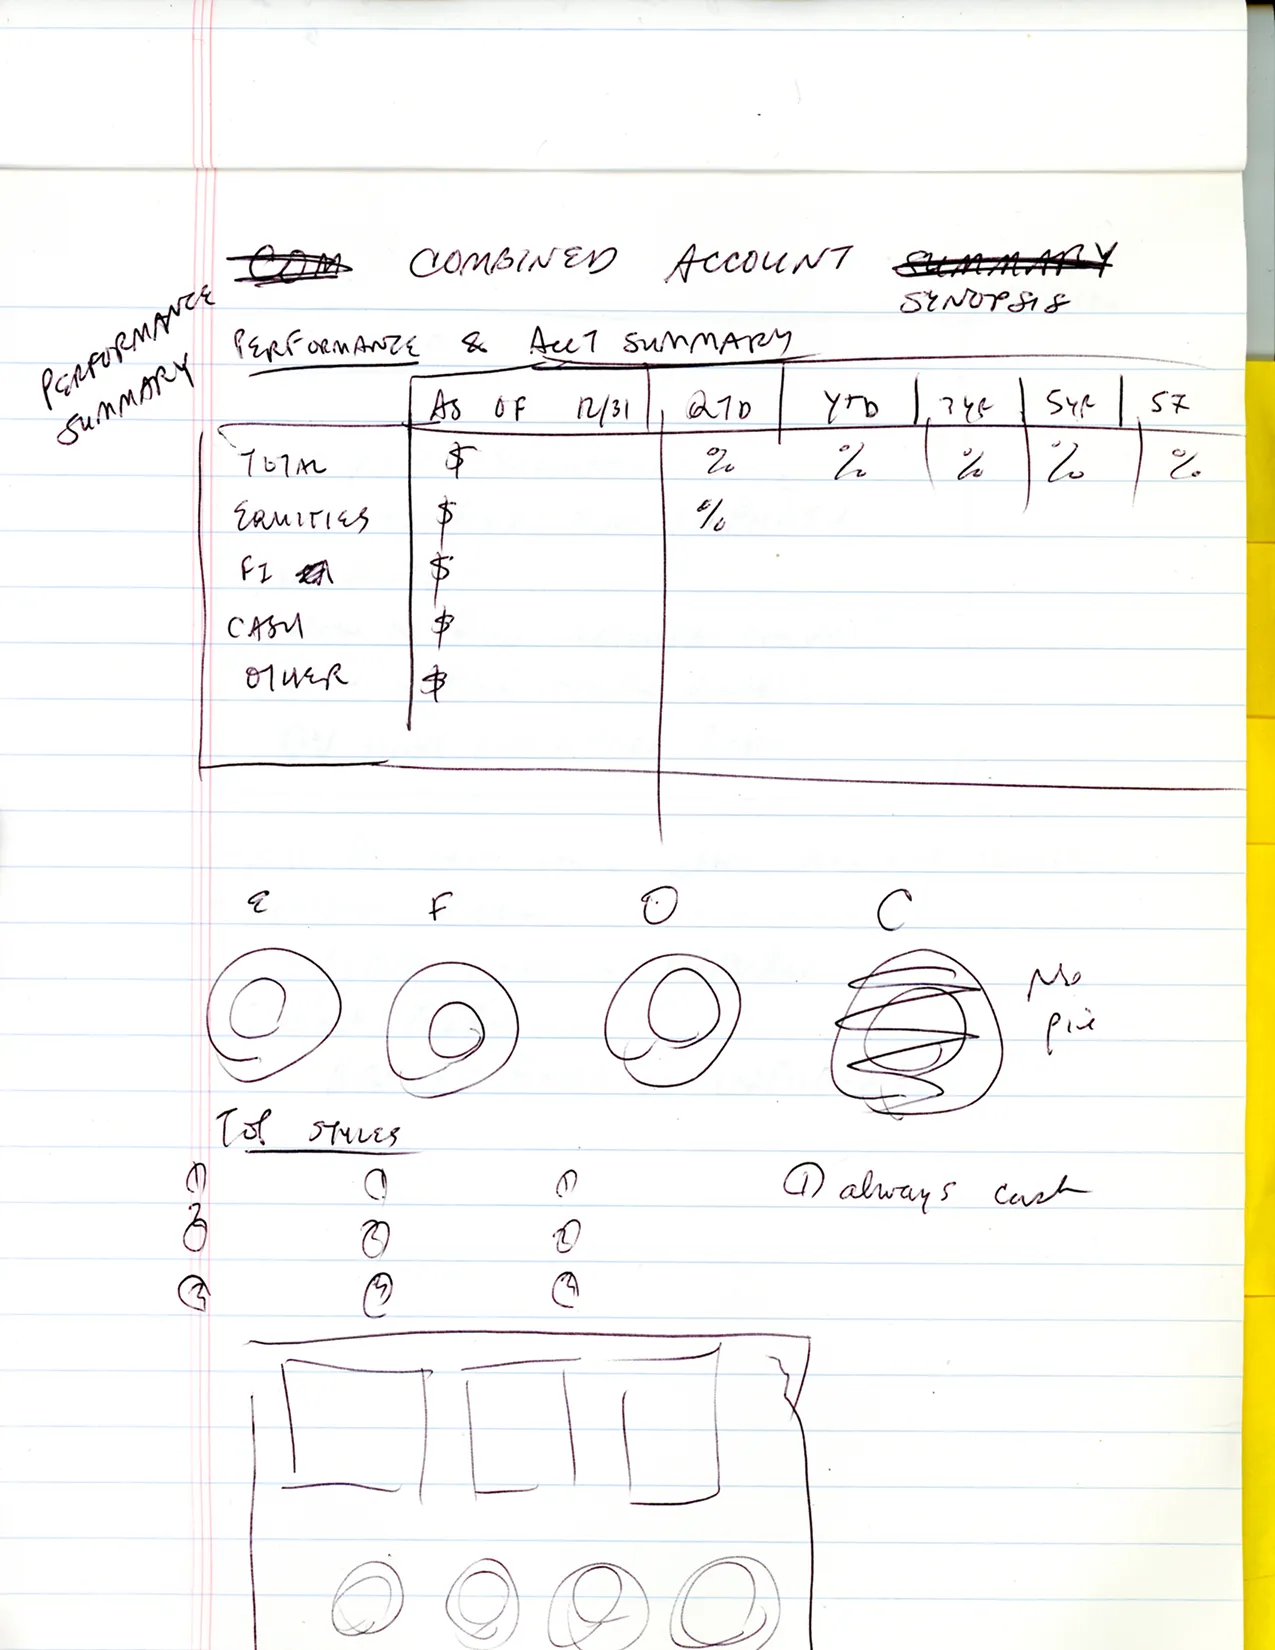 COM COMBINED ACCOUNT SUMMARY
SYNOPSIS
PERFORMANCE
SUMMARY
PERFORMANCE & ACCT SUMMARY
AS OF 12/31 QTD YTD 3YR 5YR SI
TOTAL $ % % % % %
EQUITIES $ %
FI $
CASH $
OTHER $
E F O C
No
pie
TOP STYLES
① ① ① ① always cash
② ② ②
③ ③ ③